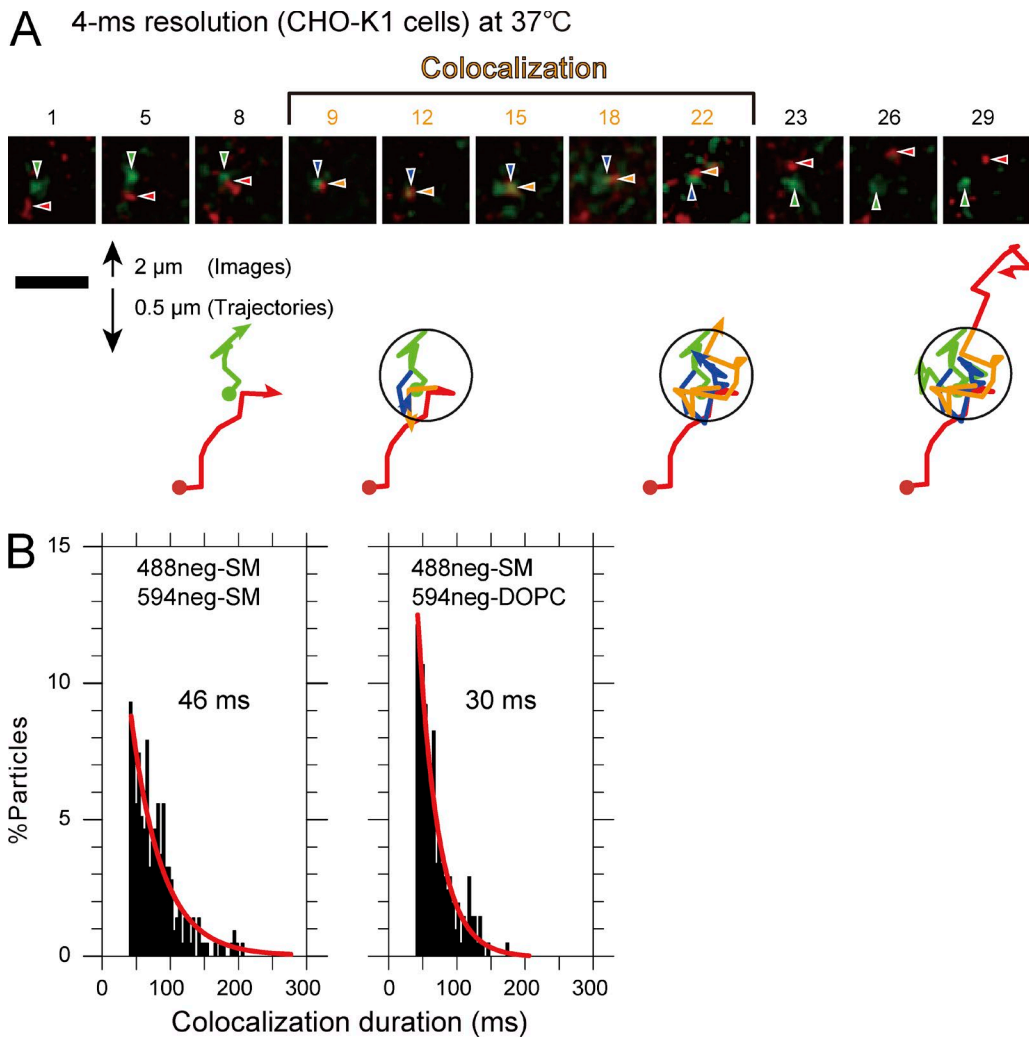 A 4-ms resolution (CHO-K1 cells) at 37℃
Colocalization
1 5 8 9 12 15 18 22 23 26 29
2 μm (Images)
0.5 μm (Trajectories)
B
15
10
5
0
%Particles
488neg-SM
594neg-SM
46 ms
0 100 200 300
488neg-SM
594neg-DOPC
30 ms
0 100 200 300
Colocalization duration (ms)